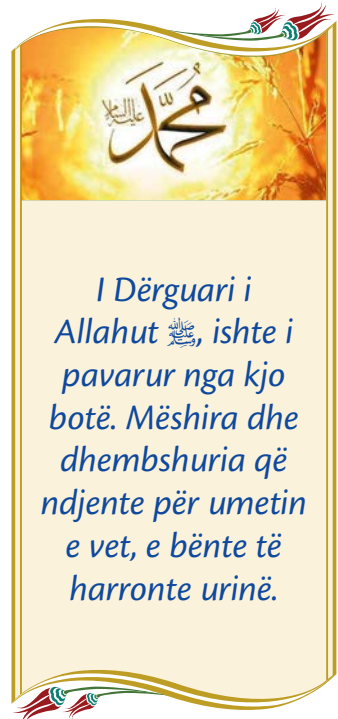 محمد عليه السلام
I Dërguari i
Allahut ﷺ, ishte i
pavarur nga kjo
botë. Mëshira dhe
dhembshuria që
ndjente për umetin
e vet, e bënte të
harronte urinë.